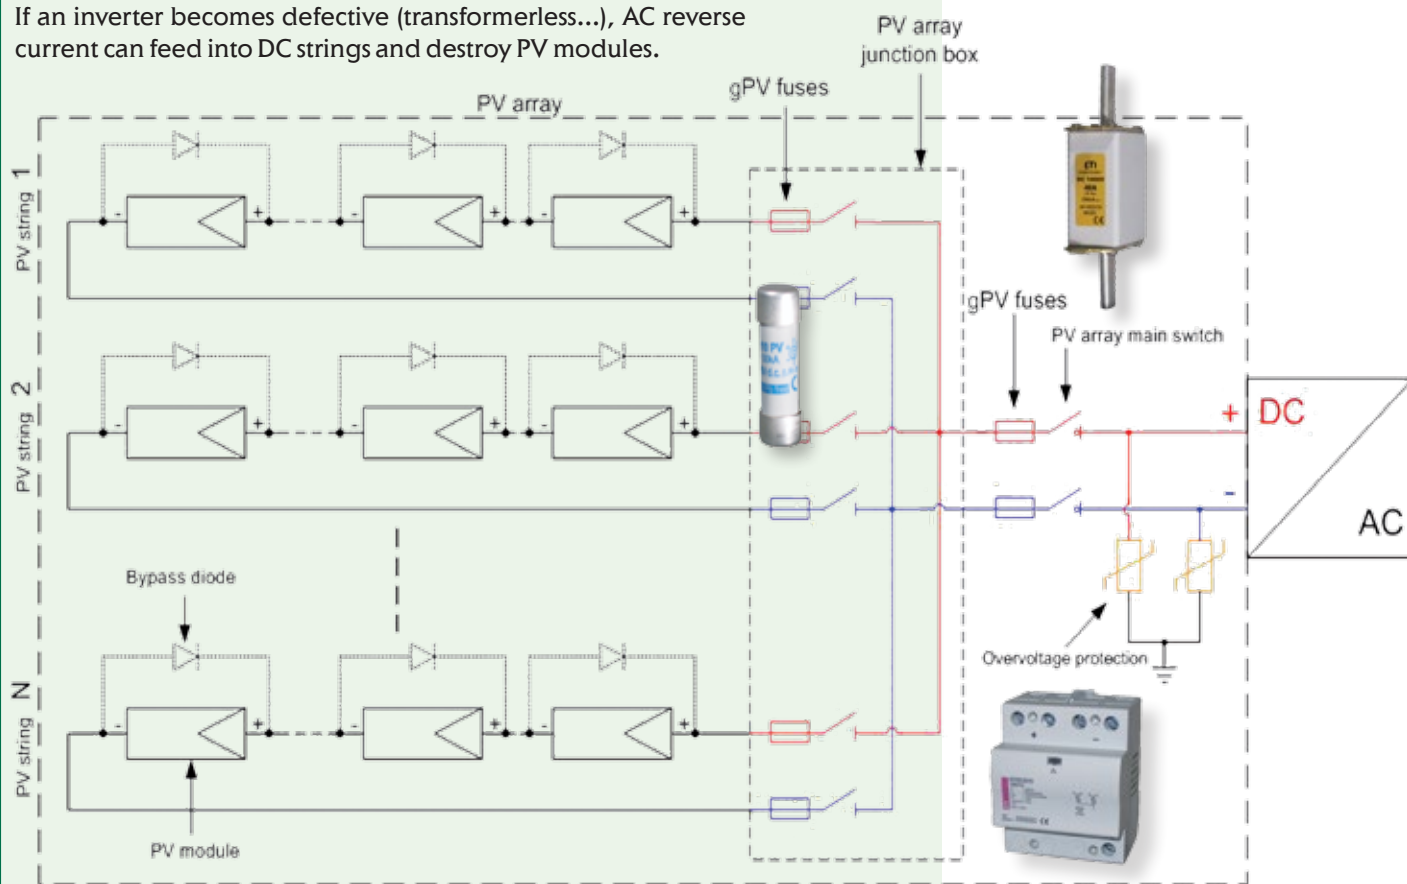 If an inverter becomes defective (transformerless...), AC reverse
current can feed into DC strings and destroy PV modules.
PV array
junction box
gPV fuses
PV array
PV string 1
- + - + - +
gPV fuses
PV array main switch
PV string 2
- + - + - +
+ DC
-
AC
Bypass diode
Overvoltage protection
PV string N
- + - + - +
PV module